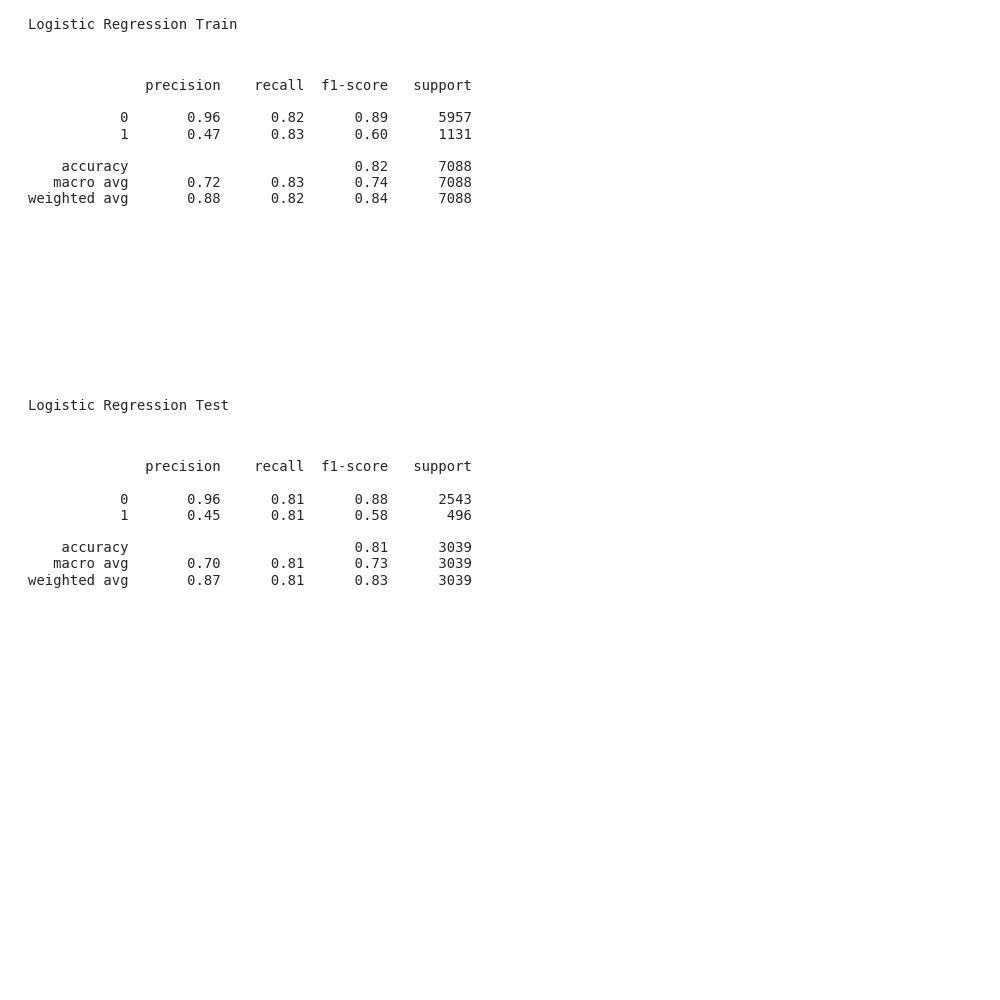 Logistic Regression Train
precision recall f1-score support
0 0.96 0.82 0.89 5957
1 0.47 0.83 0.60 1131
accuracy 0.82 7088
macro avg 0.72 0.83 0.74 7088
weighted avg 0.88 0.82 0.84 7088
Logistic Regression Test
precision recall f1-score support
0 0.96 0.81 0.88 2543
1 0.45 0.81 0.58 496
accuracy 0.81 3039
macro avg 0.70 0.81 0.73 3039
weighted avg 0.87 0.81 0.83 3039